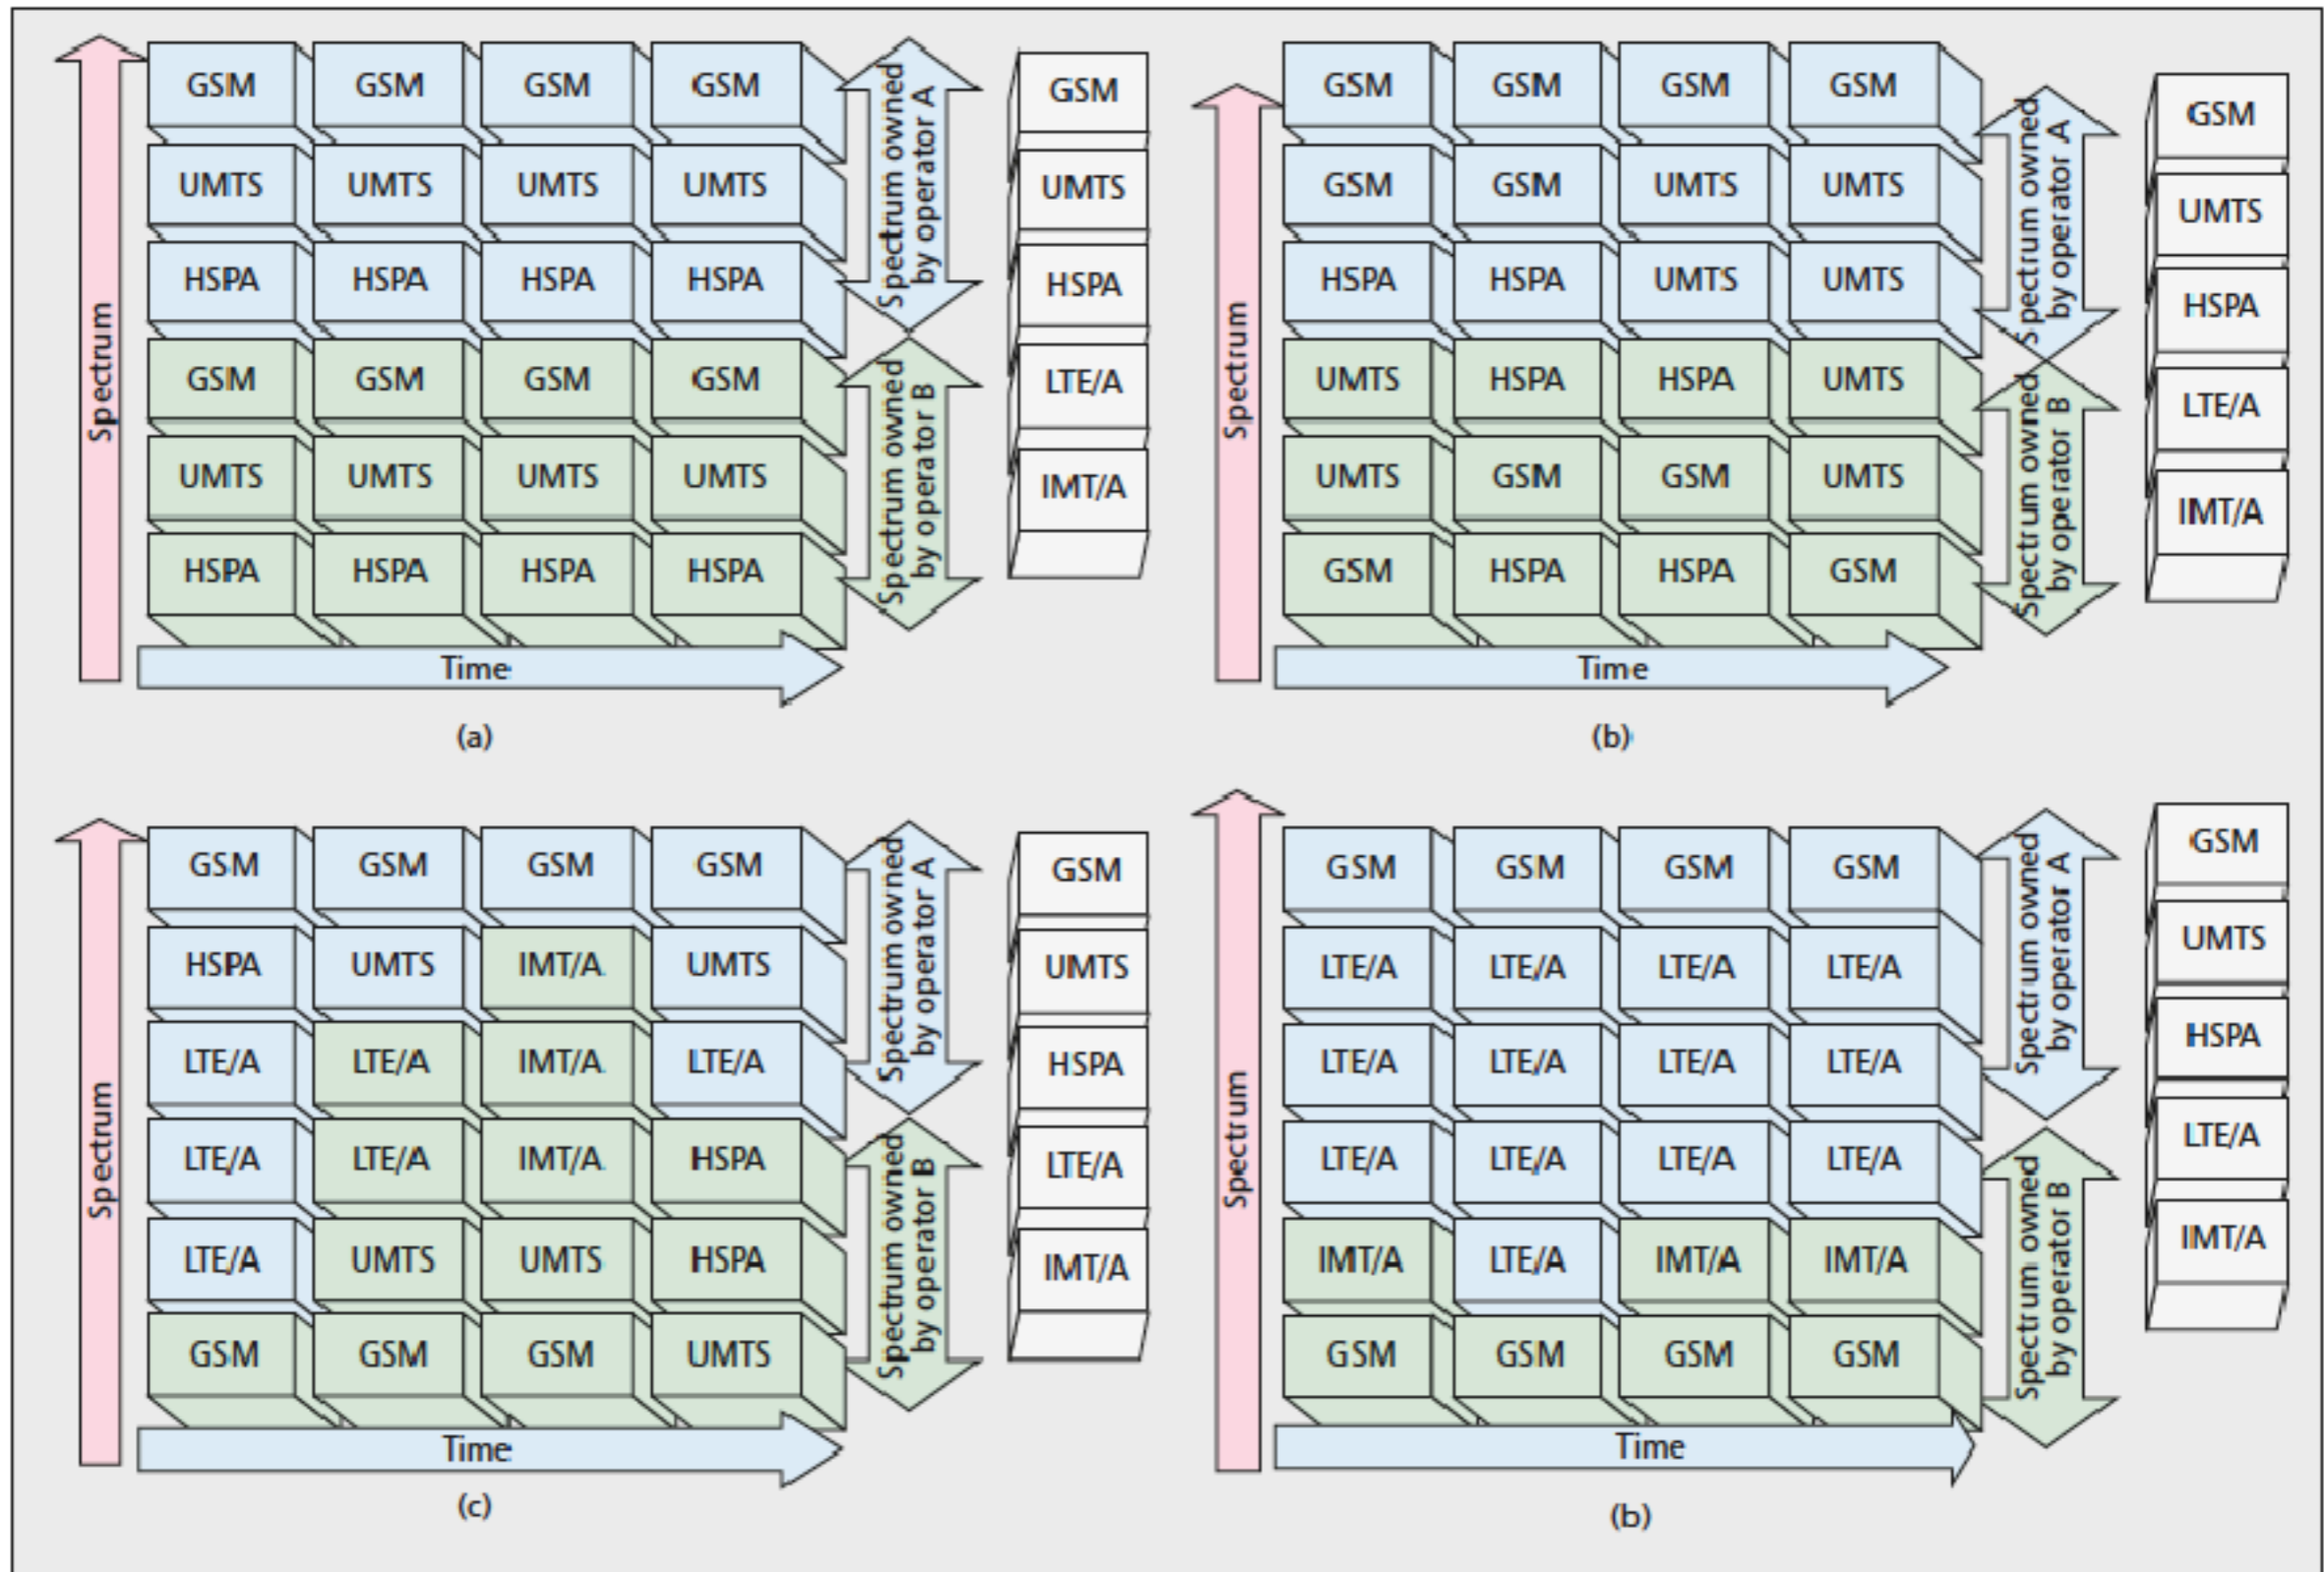 Spectrum
GSM GSM GSM GSM
UMTS UMTS UMTS UMTS
HSPA HSPA HSPA HSPA
GSM GSM GSM GSM
UMTS UMTS UMTS UMTS
HSPA HSPA HSPA HSPA
Time
Spectrum owned
by operator A
Spectrum owned
by operator B
GSM
UMTS
HSPA
LTE/A
IMT/A
(a)
Spectrum
GSM GSM GSM GSM
GSM GSM UMTS UMTS
HSPA HSPA UMTS UMTS
UMTS HSPA HSPA UMTS
UMTS GSM GSM UMTS
GSM HSPA HSPA GSM
Time
Spectrum owned
by operator A
Spectrum owned
by operator B
GSM
UMTS
HSPA
LTE/A
IMT/A
(b)
Spectrum
GSM GSM GSM GSM
HSPA UMTS IMT/A UMTS
LTE/A LTE/A IMT/A LTE/A
LTE/A LTE/A IMT/A HSPA
LTE/A UMTS UMTS HSPA
GSM GSM GSM UMTS
Time
Spectrum owned
by operator A
Spectrum owned
by operator B
GSM
UMTS
HSPA
LTE/A
IMT/A
(c)
Spectrum
GSM GSM GSM GSM
LTE/A LTE/A LTE/A LTE/A
LTE/A LTE/A LTE/A LTE/A
LTE/A LTE/A LTE/A LTE/A
IMT/A LTE/A IMT/A IMT/A
GSM GSM GSM GSM
Time
Spectrum owned
by operator A
Spectrum owned
by operator B
GSM
UMTS
HSPA
LTE/A
IMT/A
(b)